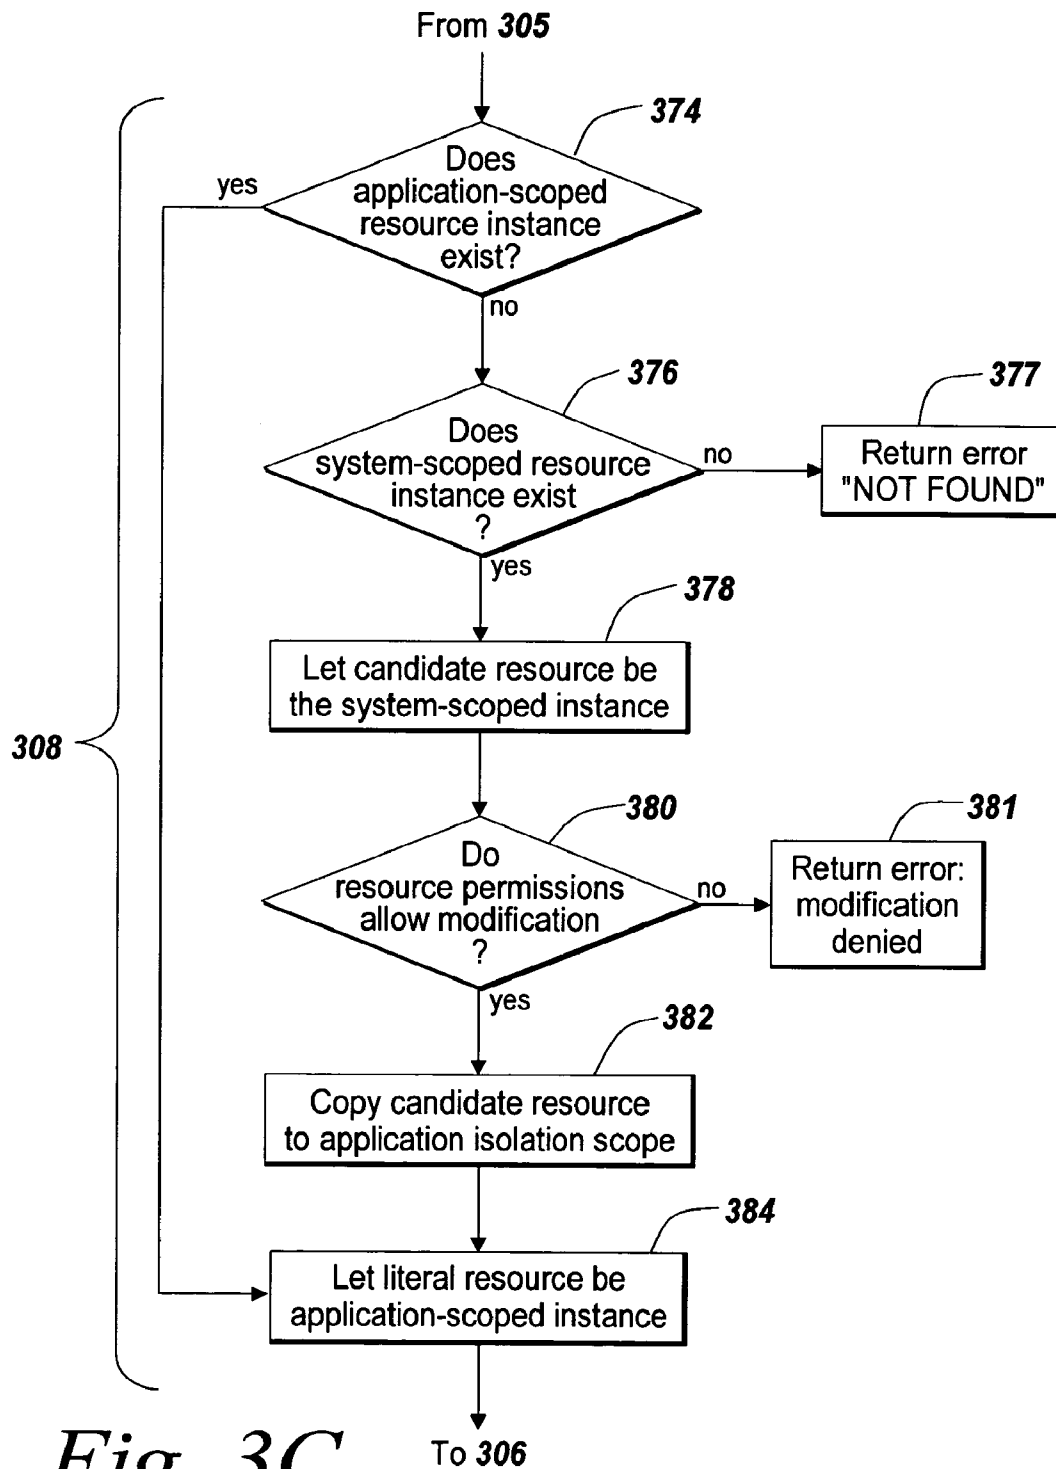 From 305
374
Does
application-scoped
resource instance
exist?
yes
no
376
377
Does
system-scoped resource
instance exist
?
no
Return error
"NOT FOUND"
yes
378
Let candidate resource be
the system-scoped instance
308
380
381
Do
resource permissions
allow modification
?
no
Return error:
modification
denied
yes
382
Copy candidate resource
to application isolation scope
384
Let literal resource be
application-scoped instance
To 306
Fig. 3C